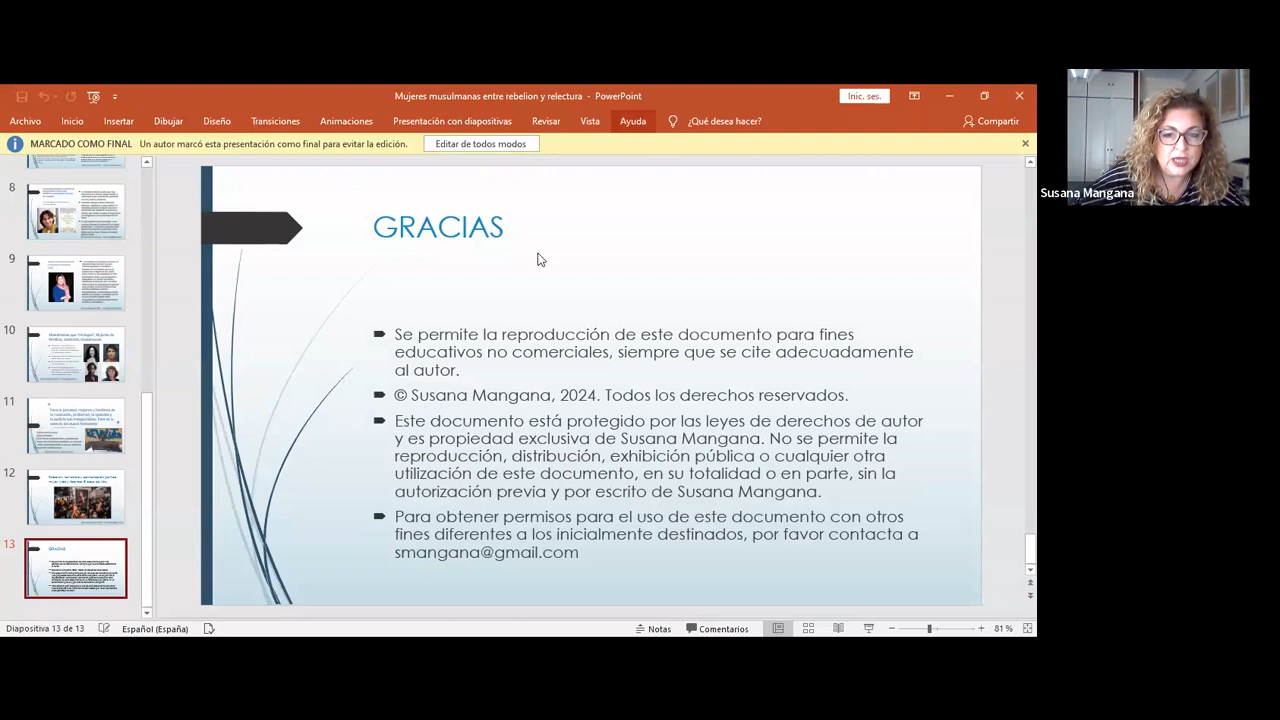 Mujeres musulmanas entre rebelion y relectura - PowerPoint
Inic. ses.
Archivo Inicio Insertar Dibujar Diseño Transiciones Animaciones Presentación con diapositivas Revisar Vista Ayuda ¿Qué desea hacer? Compartir
MARCADO COMO FINAL Un autor marcó esta presentación como final para evitar la edición. Editar de todos modos
8
9
10
11
12
13
GRACIAS
Se permite la reproducción de este documento para fines
educativos no comerciales, siempre que se cite adecuadamente
al autor.
© Susana Mangana, 2024. Todos los derechos reservados.
Este documento está protegido por las leyes de derechos de autor
y es propiedad exclusiva de Susana Mangana. No se permite la
reproducción, distribución, exhibición pública o cualquier otra
utilización de este documento, en su totalidad o en parte, sin la
autorización previa y por escrito de Susana Mangana.
Para obtener permisos para el uso de este documento con otros
fines diferentes a los inicialmente destinados, por favor contacta a
smangana@gmail.com
Diapositiva 13 de 13 Español (España) Notas Comentarios 81 %
Susana Mangana